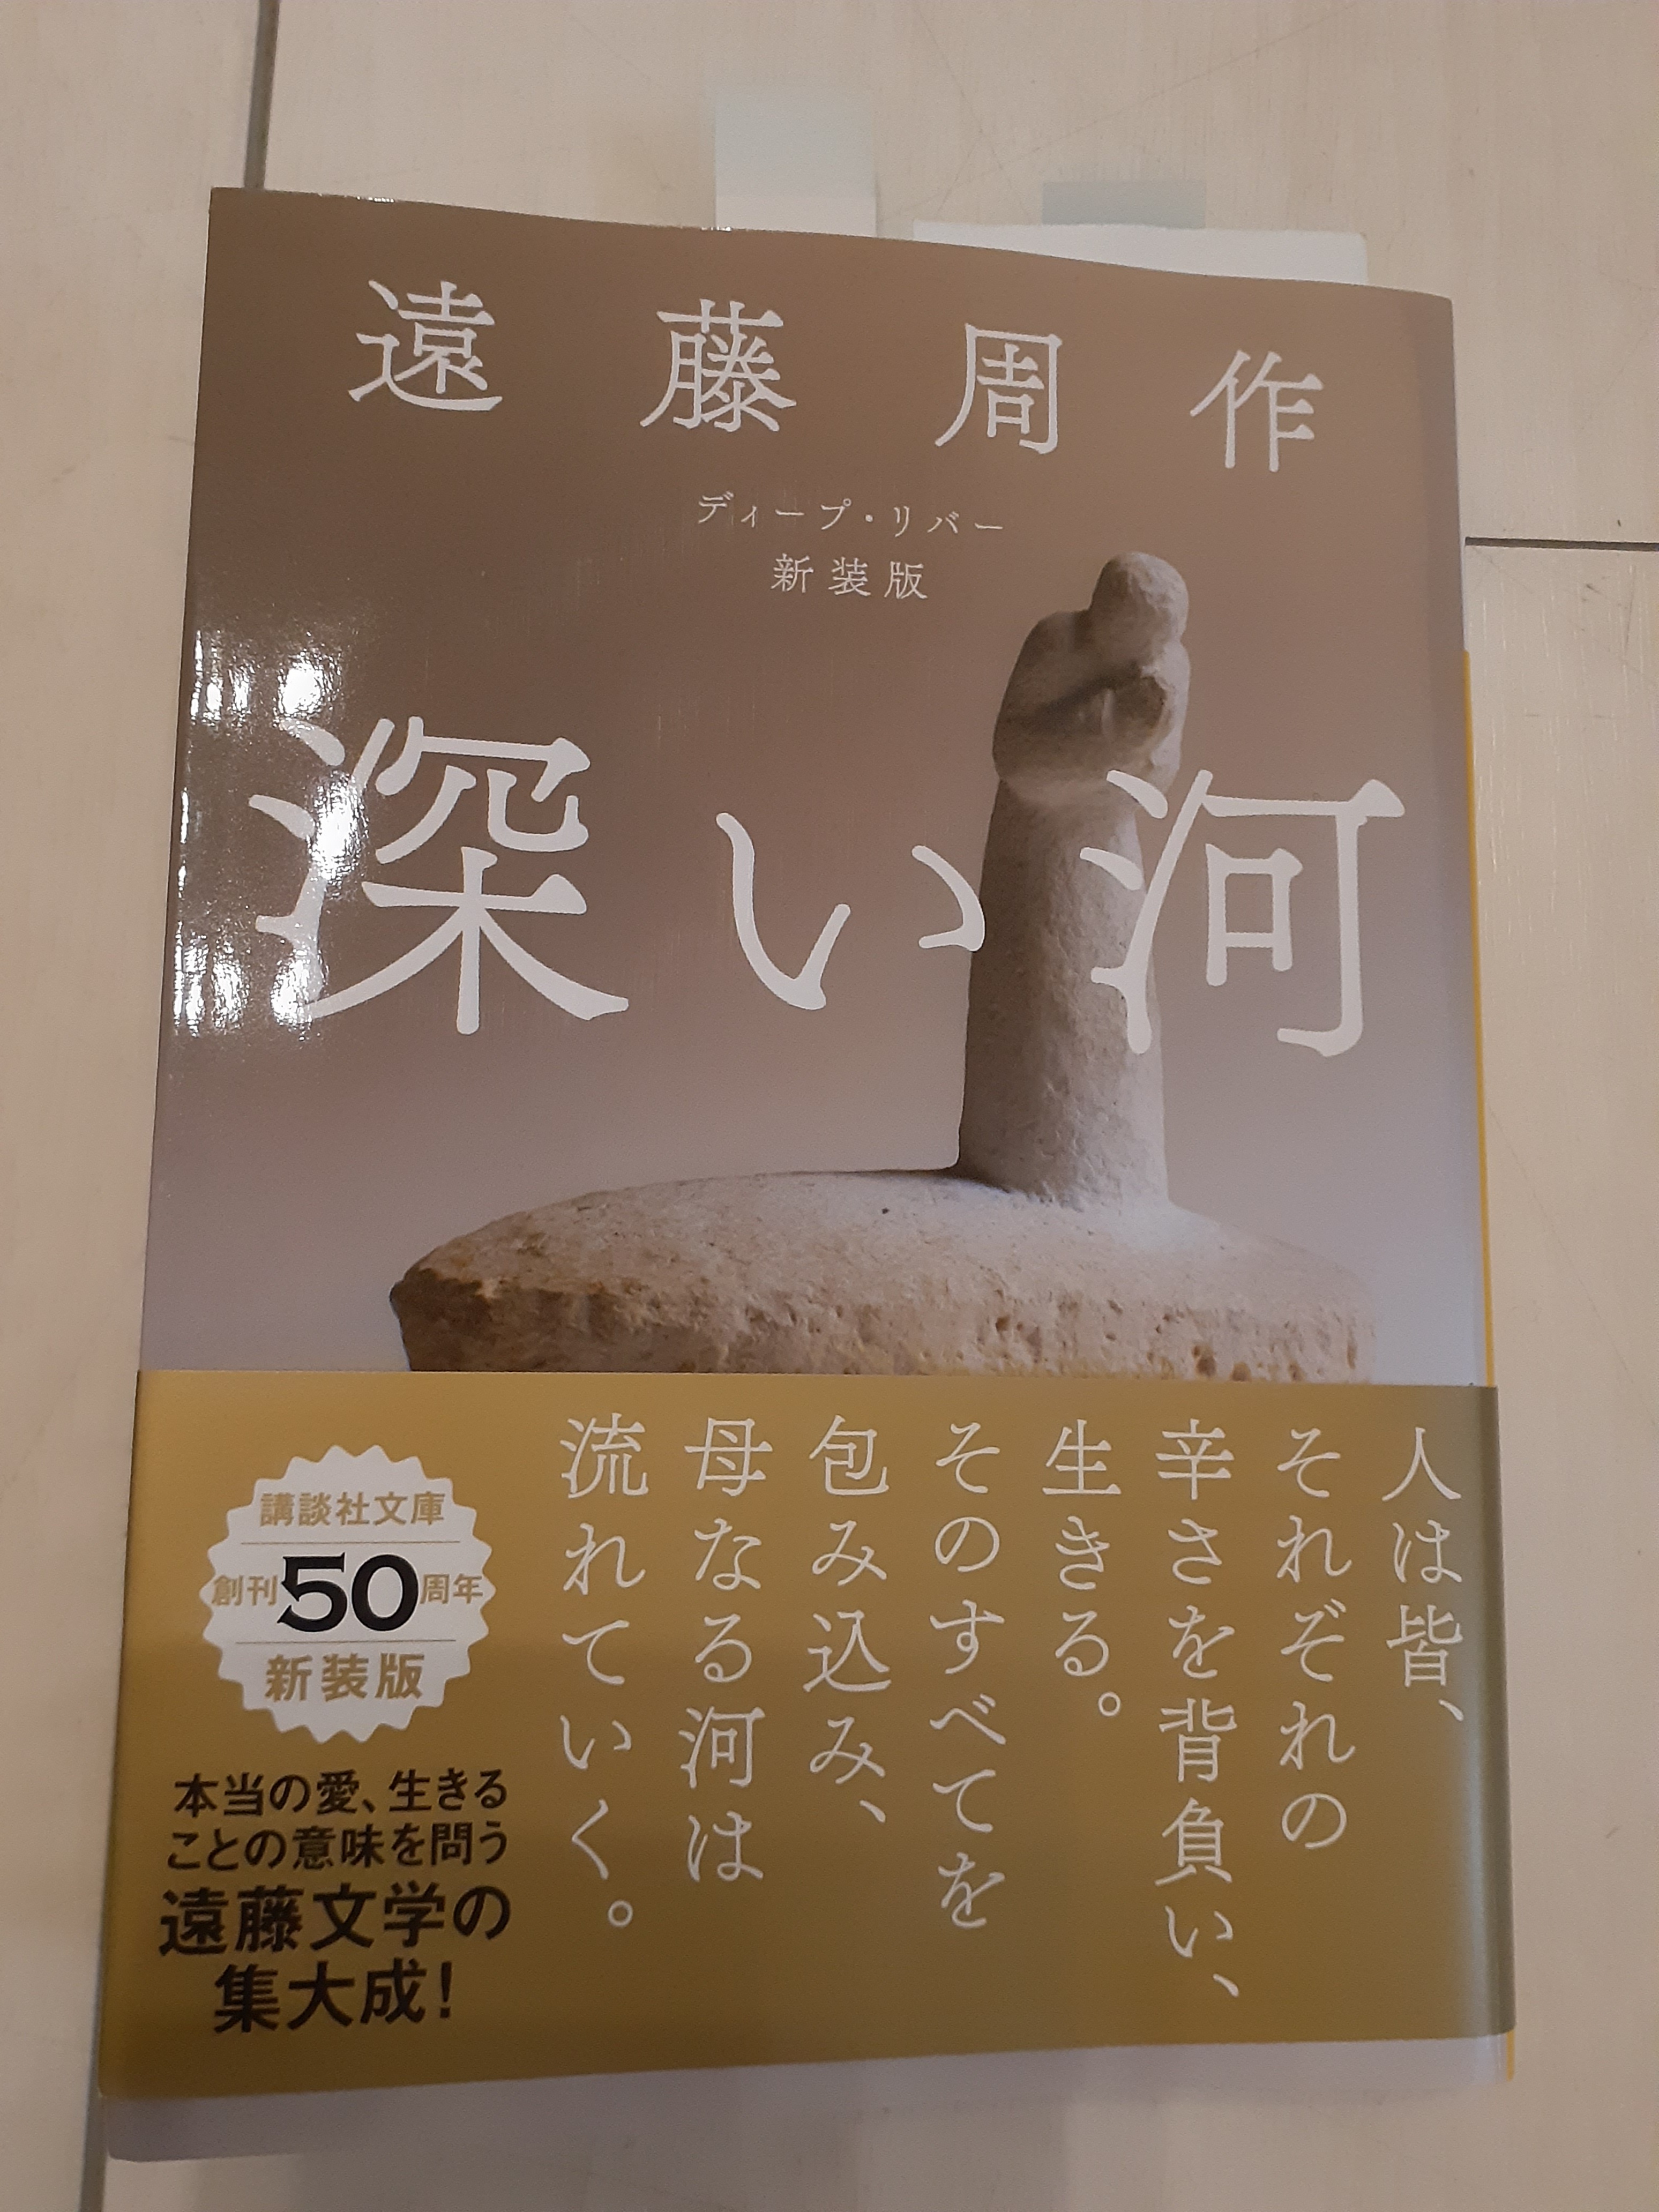 遠藤周作
ディープ・リバー
新装版
深い河
人は皆、
それぞれの
辛さを背負い、
生きる。
そのすべてを
包み込み、
母なる河は
流れていく。
講談社文庫
創刊50周年
新装版
本当の愛、生きる
ことの意味を問う
遠藤文学の
集大成！